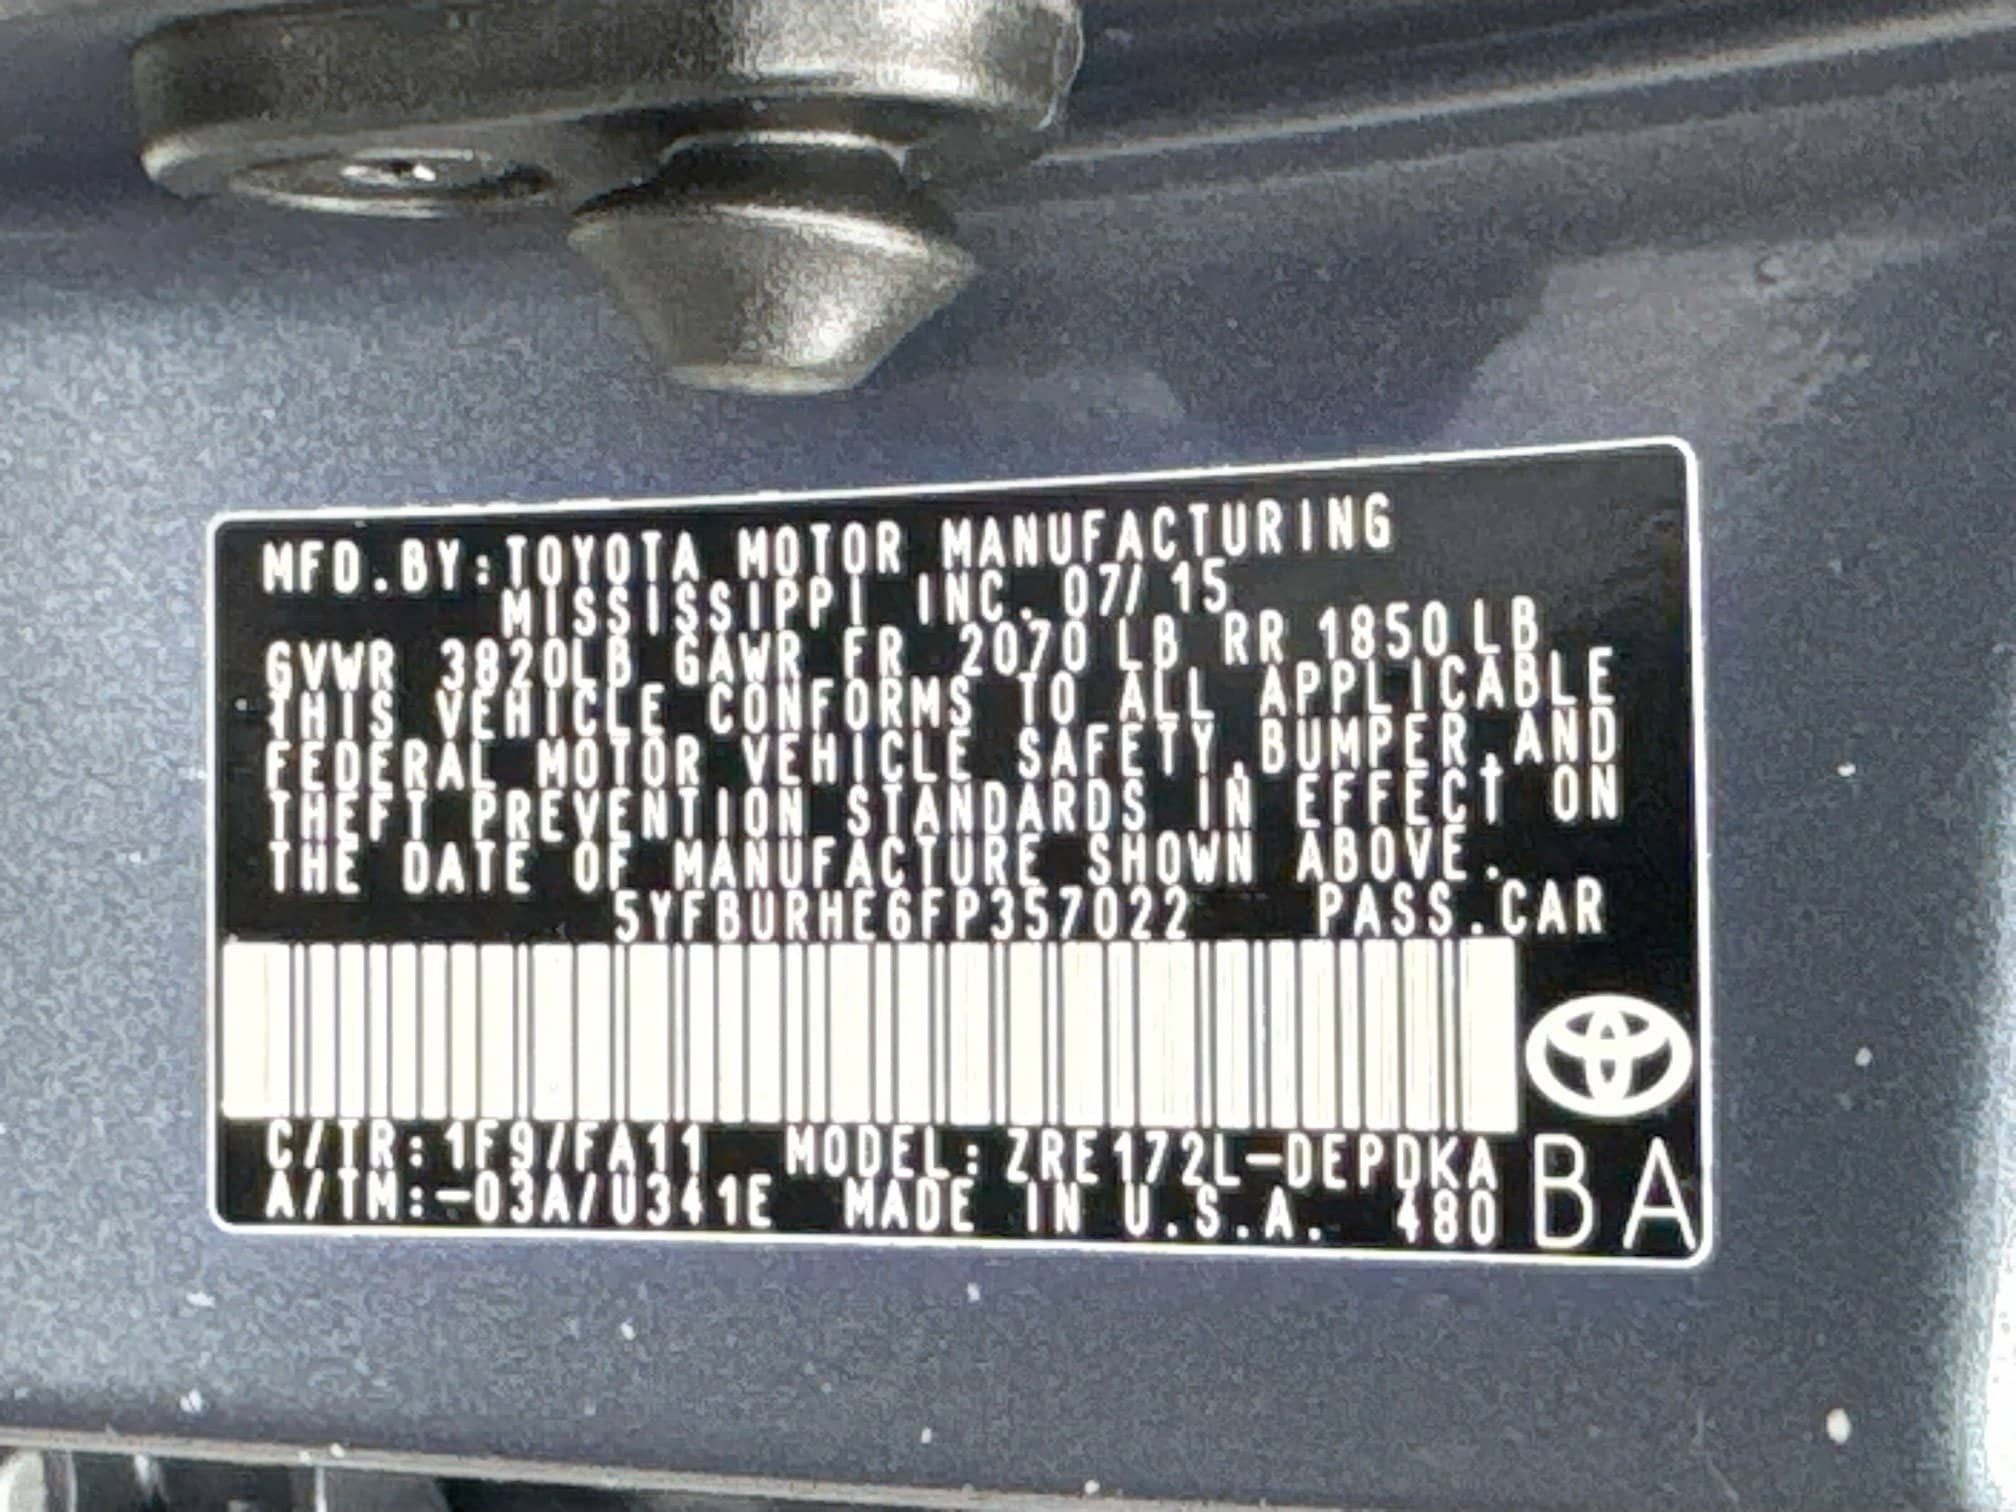 MFD.BY:TOYOTA MOTOR MANUFACTURING
MISSISSIPPI INC. 07/15
GVWR 3820LB GAWR FR 2070 LB RR 1850LB
THIS VEHICLE CONFORMS TO ALL APPLICABLE
FEDERAL MOTOR VEHICLE SAFETY,BUMPER,AND
THEFT PREVENTION STANDARDS IN EFFECT ON
THE DATE OF MANUFACTURE SHOWN ABOVE.
5YFBURHE6FP357022 PASS.CAR
C/TR:1F9/FA11 MODEL:ZRE172L-DEPDKA
A/TM:-03A/U341E MADE IN U.S.A. 480
BA